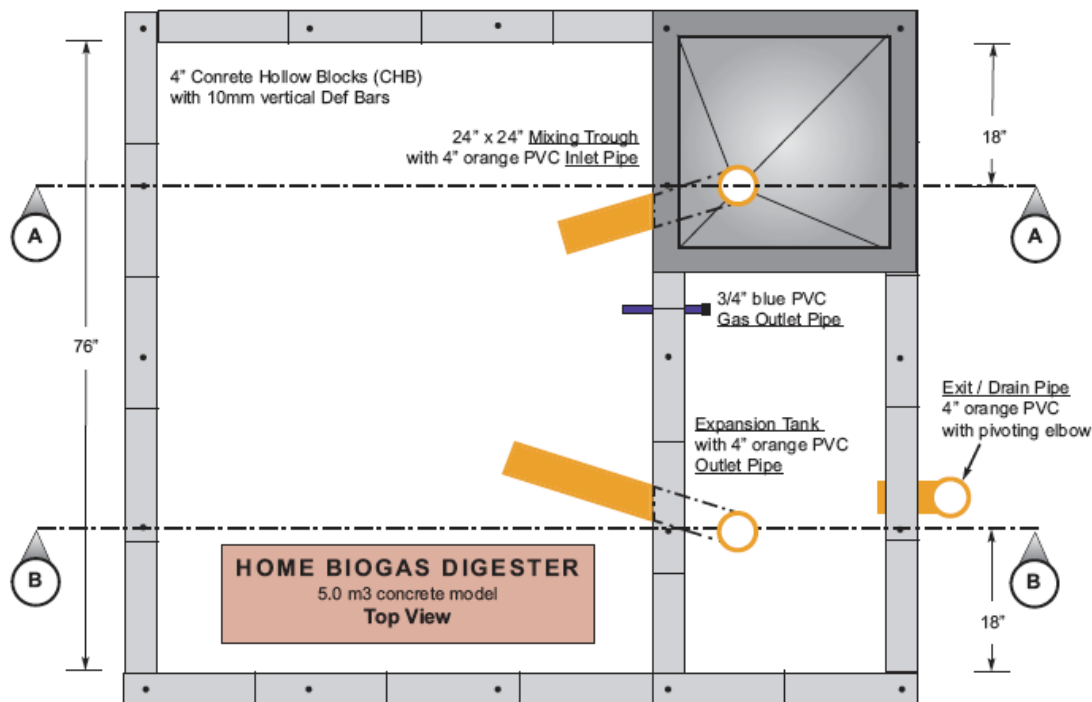 4” Conrete Hollow Blocks (CHB)
with 10mm vertical Def Bars
24” x 24” Mixing Trough
with 4” orange PVC Inlet Pipe
18”
A
A
3/4” blue PVC
Gas Outlet Pipe
76”
Exit / Drain Pipe
4” orange PVC
with pivoting elbow
Expansion Tank
with 4” orange PVC
Outlet Pipe
B
B
HOME BIOGAS DIGESTER
5.0 m3 concrete model
Top View
18”